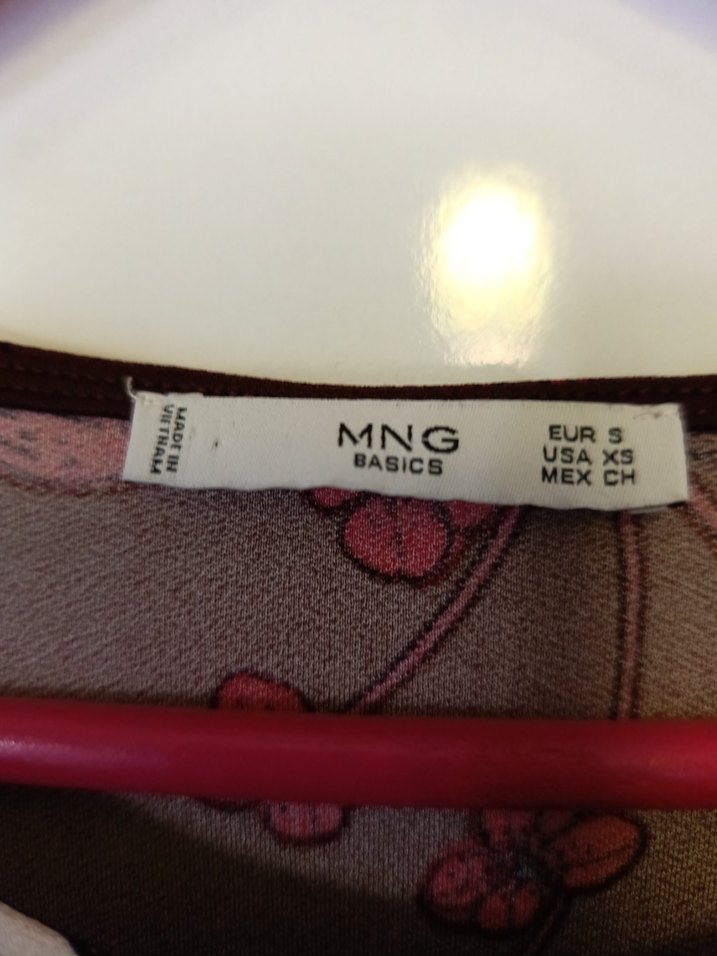 MADE IN
VIETNAM
MNG
BASICS
EUR S
USA XS
MEX CH